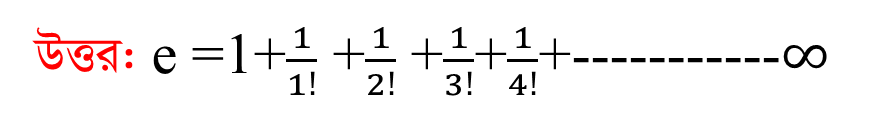 উত্তরঃ e =1+1/1! +1/2! +1/3!+1/4!+-----------∞